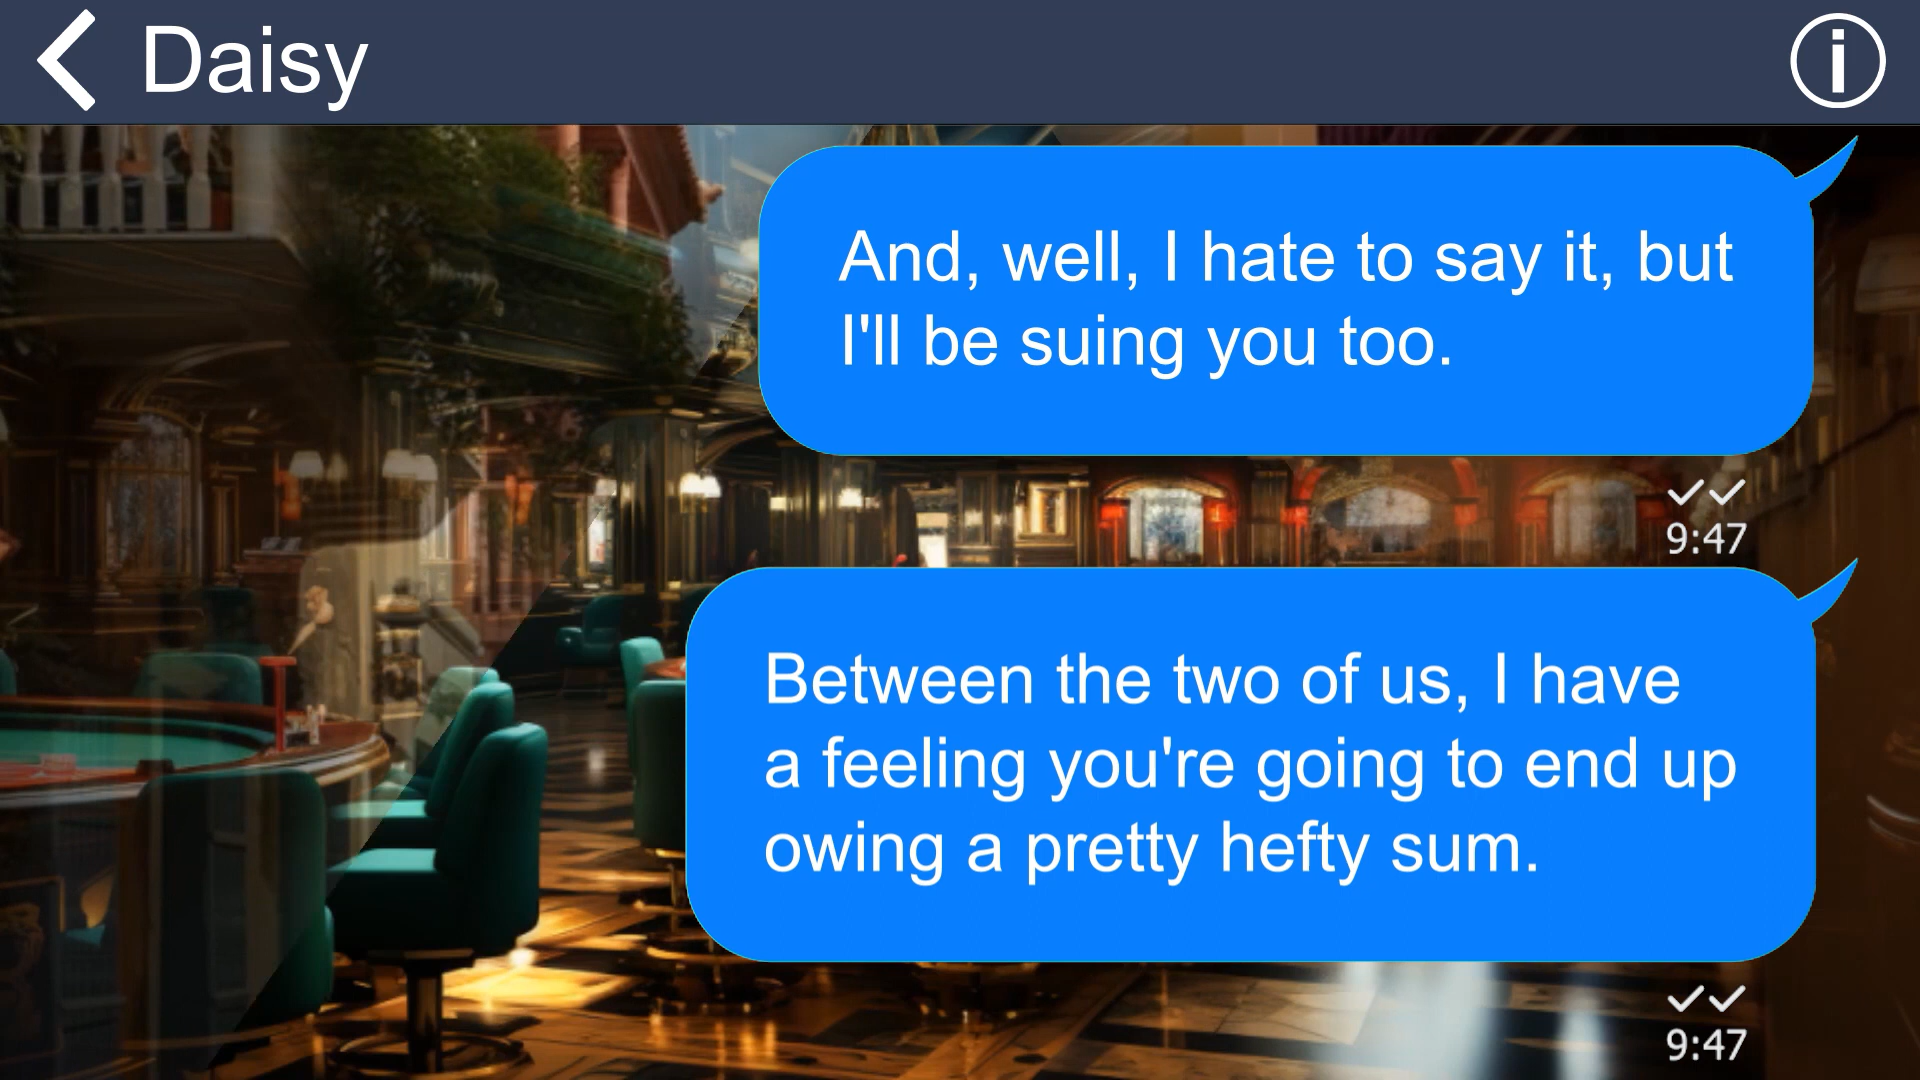 Daisy
And, well, I hate to say it, but
I'll be suing you too.
9:47
Between the two of us, I have
a feeling you're going to end up
owing a pretty hefty sum.
9:47